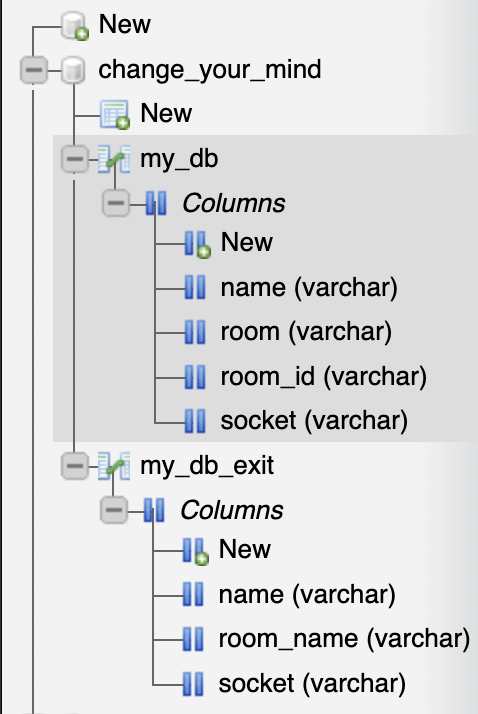 New
change_your_mind
New
my_db
Columns
New
name (varchar)
room (varchar)
room_id (varchar)
socket (varchar)
my_db_exit
Columns
New
name (varchar)
room_name (varchar)
socket (varchar)